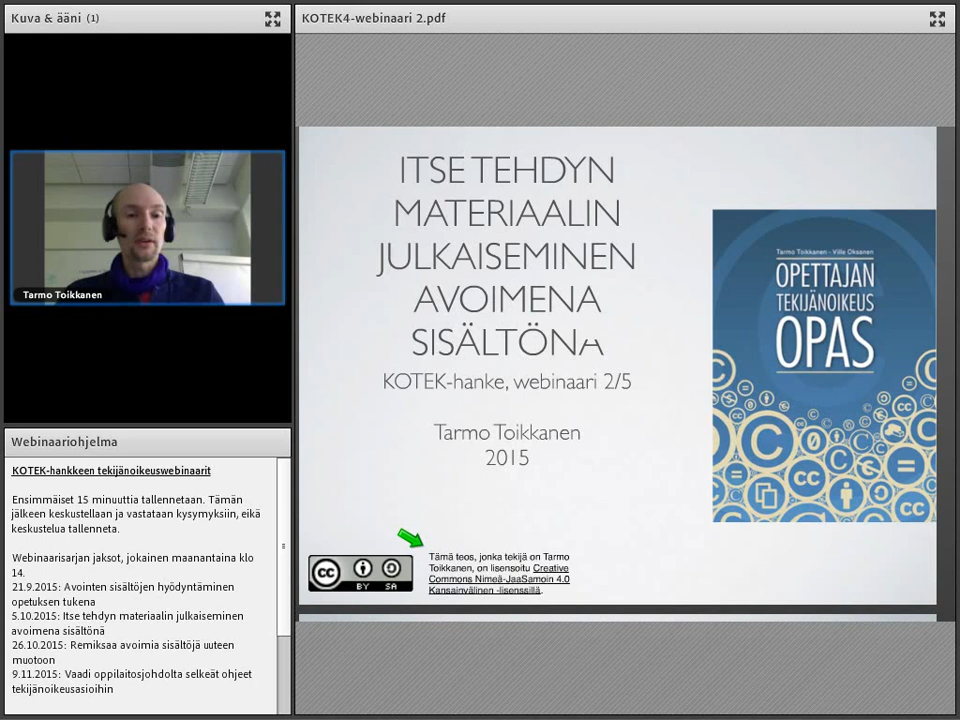 Kuva & ääni (1)
Tarmo Toikkanen
Webinaariohjelma
KOTEK-hankkeen tekijänoikeuswebinaarit
Ensimmäiset 15 minuuttia tallennetaan. Tämän
jälkeen keskustellaan ja vastataan kysymyksiin, eikä
keskustelua tallenneta.
Webinaarisarjan jaksot, jokainen maanantaina klo
14.
21.9.2015: Avointen sisältöjen hyödyntäminen
opetuksen tukena
5.10.2015: Itse tehdyn materiaalin julkaiseminen
avoimena sisältönä
26.10.2015: Remiksaa avoimia sisältöjä uuteen
muotoon
9.11.2015: Vaadi oppilaitosjohdolta selkeät ohjeet
tekijänoikeusasioihin
KOTEK4-webinaari 2.pdf
ITSE TEHDYN
MATERIAALIN
JULKAISEMINEN
AVOIMENA
SISÄLTÖNA
KOTEK-hanke, webinaari 2/5
Tarmo Toikkanen
2015
Tarmo Toikkanen - Ville Oksanen
OPETTAJAN
TEKIJÄNOIKEUS
OPAS
cc BY SA
Tämä teos, jonka tekijä on Tarmo
Toikkanen, on lisensoitu Creative
Commons Nimeä-JaaSamoin 4.0
Kansainvälinen -lisenssillä.